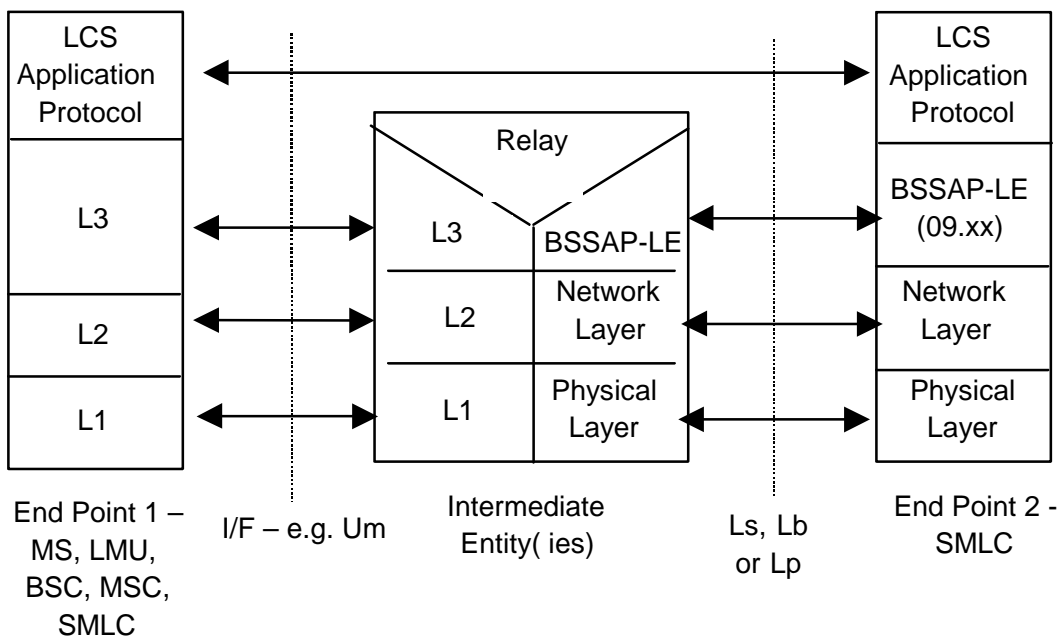 LCS
Application
Protocol
L3
L2
L1
End Point 1 –
MS, LMU,
BSC, MSC,
SMLC
I/F – e.g. Um
Relay
L3
BSSAP-LE
L2
Network
Layer
L1
Physical
Layer
Intermediate
Entity( ies)
Ls, Lb
or Lp
LCS
Application
Protocol
BSSAP-LE
(09.xx)
Network
Layer
Physical
Layer
End Point 2 -
SMLC